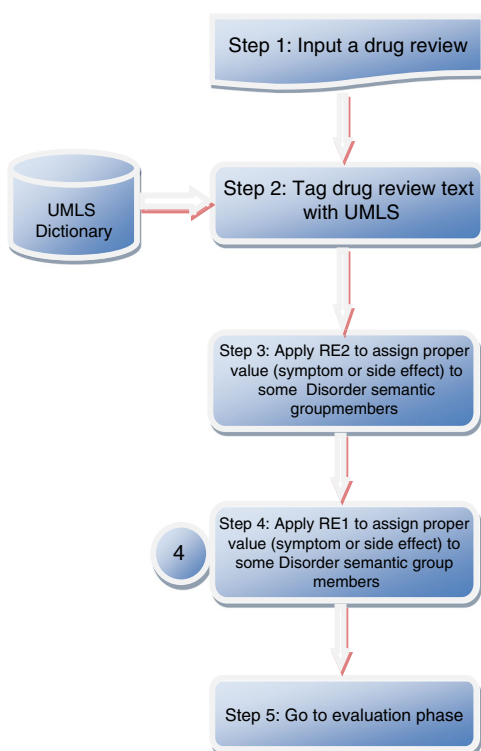 Step 1: Input a drug review
UMLS
Dictionary
Step 2: Tag drug review text
with UMLS
Step 3: Apply RE2 to assign proper
value (symptom or side effect) to
some Disorder semantic
groupmembers
4
Step 4: Apply RE1 to assign proper
value (symptom or side effect) to
some Disorder semantic group
members
Step 5: Go to evaluation phase